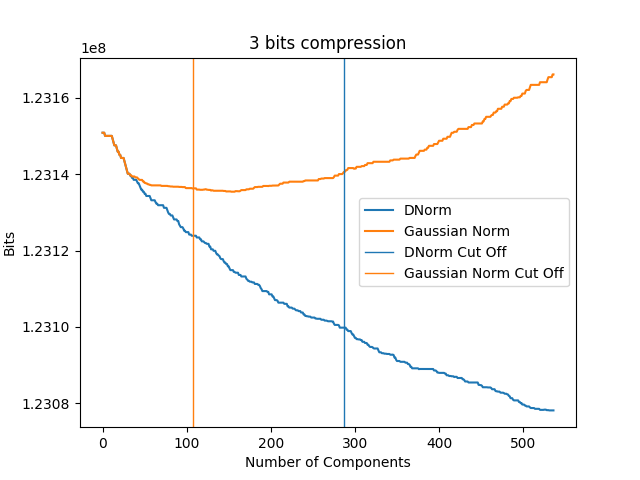 3 bits compression
1e8
1.2316
1.2314
1.2312
1.2310
1.2308
Bits
DNorm
Gaussian Norm
DNorm Cut Off
Gaussian Norm Cut Off
0 100 200 300 400 500
Number of Components